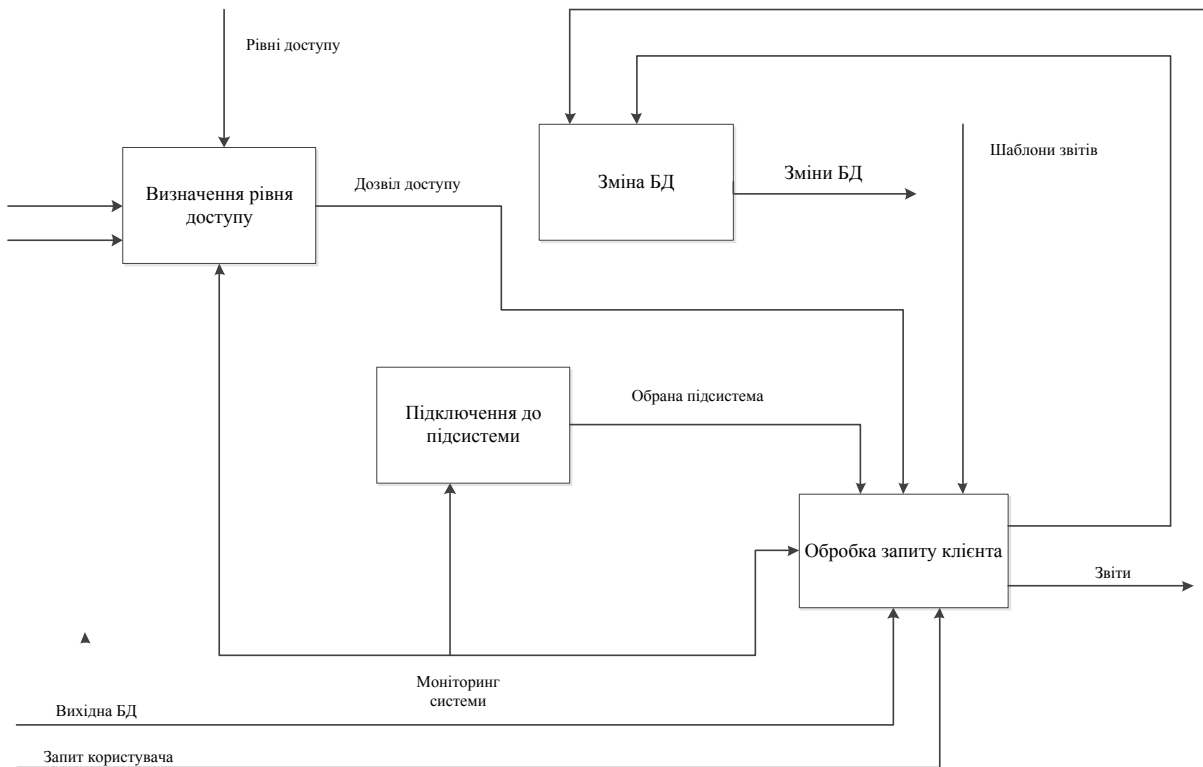 Рівні доступу
Шаблони звітів
Визначення рівня
доступу
Дозвіл доступу
Зміна БД
Зміни БД
Підключення до
підсистеми
Обрана підсистема
Обробка запиту клієнта
Звіти
Моніторинг
системи
Вихідна БД
Запит користувача